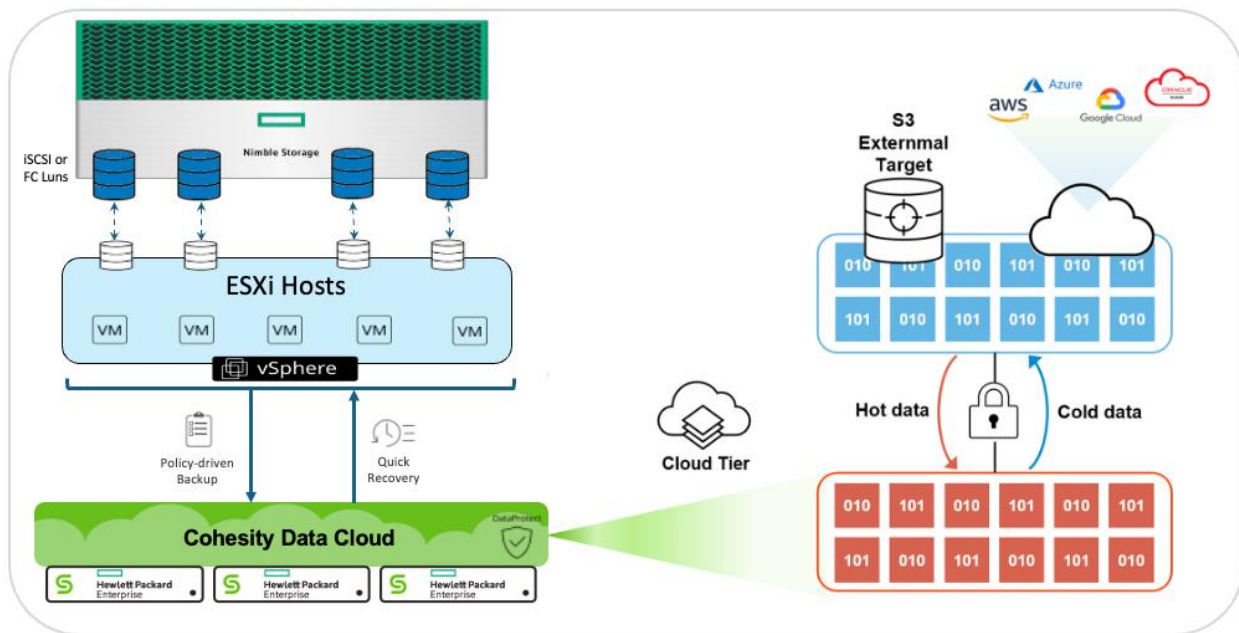 Nimble Storage
iSCSI or
FC Luns
ESXi Hosts
VM VM VM VM VM
vSphere
Policy-driven
Backup
Quick
Recovery
Cohesity Data Cloud
DataProtect
Hewlett Packard
Enterprise
Hewlett Packard
Enterprise
Hewlett Packard
Enterprise
Cloud Tier
S3
Externmal
Target
aws
Azure
Google Cloud
ORACLE
010 101 010 101 010 101
101 010 101 010 101 010
Hot data
Cold data
010 101 010 101 010 101
101 010 101 010 101 010